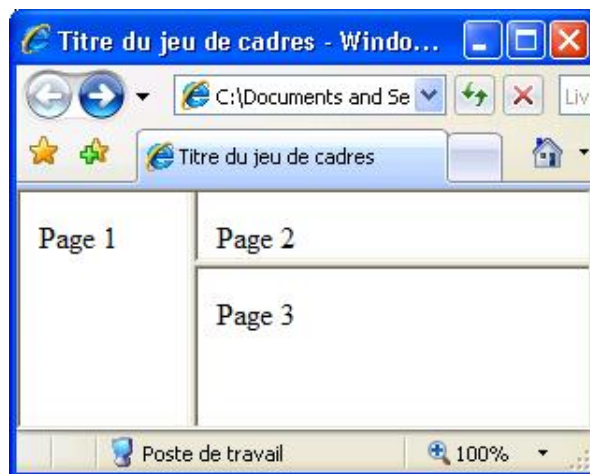 Titre du jeu de cadres - Windo...
C:\Documents and Se
Liv
Titre du jeu de cadres
Page 1
Page 2
Page 3
Poste de travail
100%